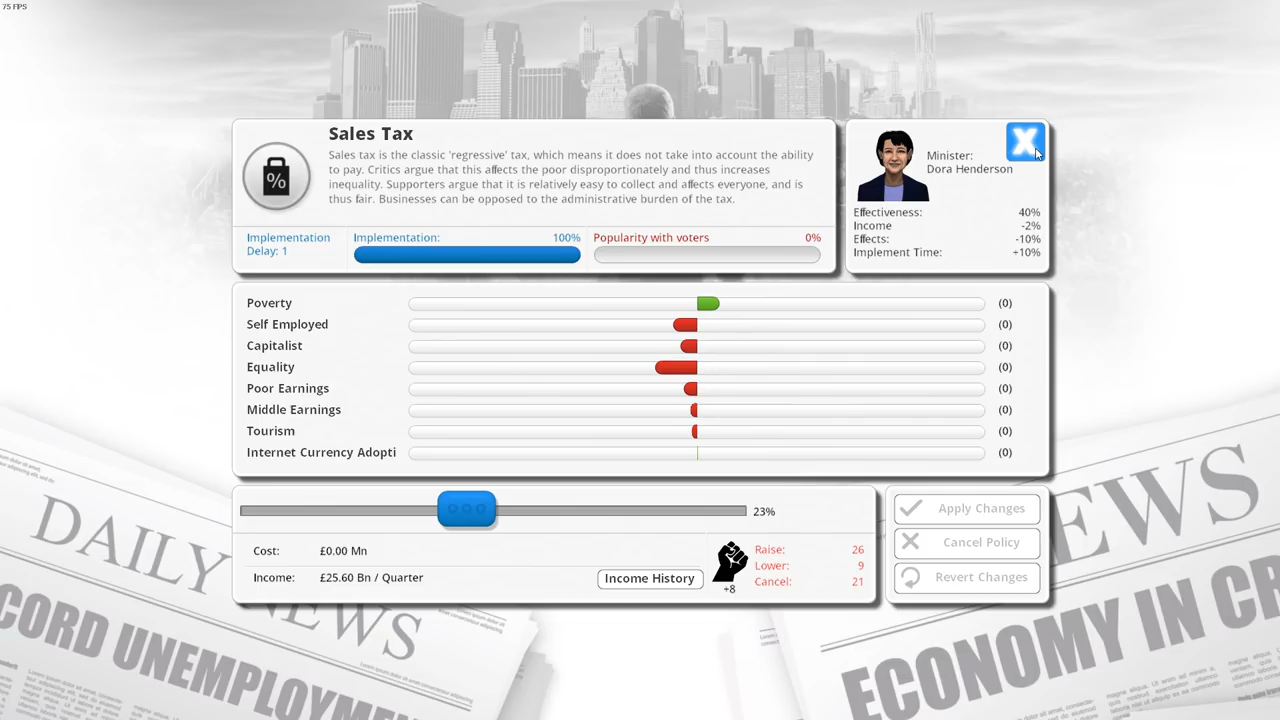 75 FPS
Sales Tax
Sales tax is the classic 'regressive' tax, which means it does not take into account the ability
to pay. Critics argue that this affects the poor disproportionately and thus increases
inequality. Supporters argue that it is relatively easy to collect and affects everyone, and is
thus fair. Businesses can be opposed to the administrative burden of the tax.
Implementation
Delay: 1
Implementation: 100%
Popularity with voters 0%
X
Minister:
Dora Henderson
Effectiveness: 40%
Income -2%
Effects: -10%
Implement Time: +10%
Poverty (0)
Self Employed (0)
Capitalist (0)
Equality (0)
Poor Earnings (0)
Middle Earnings (0)
Tourism (0)
Internet Currency Adopti (0)
23%
Cost: £0.00 Mn
Income: £25.60 Bn / Quarter
Income History
+8
Raise: 26
Lower: 9
Cancel: 21
Apply Changes
Cancel Policy
Revert Changes
DAILY NEWS
CORD UNEMPLOYME
NEWS
ECONOMY IN CR